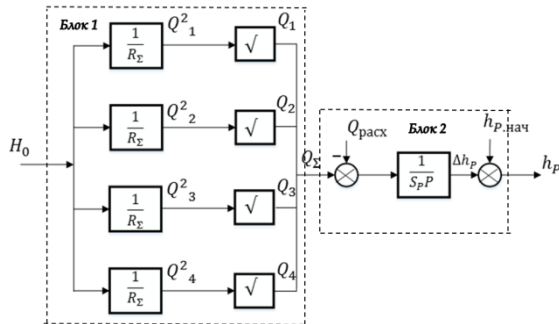 Блок 1
1
R_Σ
Q²₁
√
Q₁
1
R_Σ
Q²₂
√
Q₂
H₀
Q_расх
Блок 2
h_P.нач
Q_Σ
−
1
S_P P
Δh_P
h_P
1
R_Σ
Q²₃
√
Q₃
1
R_Σ
Q²₄
√
Q₄